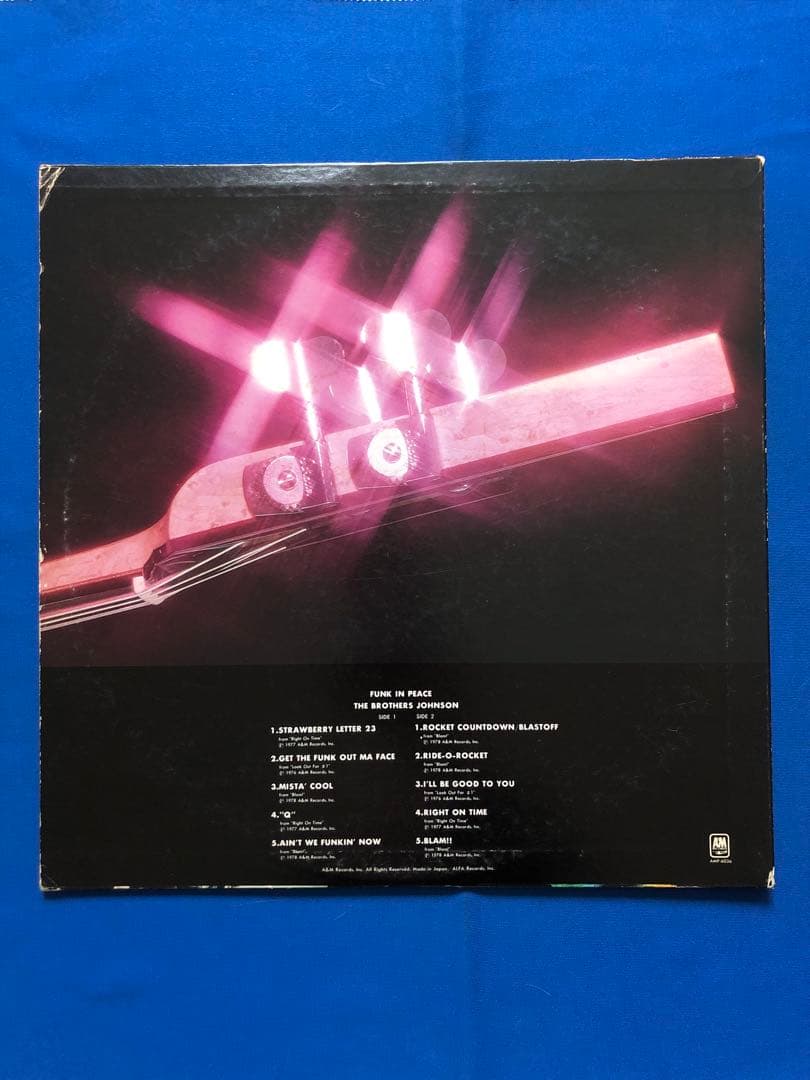 FUNK IN PEACE
THE BROTHERS JOHNSON
SIDE 1
1.STRAWBERRY LETTER 23
from "Right On Time"
℗ 1977 A&M Records, Inc.
2.GET THE FUNK OUT MA FACE
from "Look Out For #1"
℗ 1976 A&M Records, Inc.
3.MISTA' COOL
from "Blam!"
℗ 1978 A&M Records, Inc.
4."Q"
from "Right On Time"
℗ 1977 A&M Records, Inc.
5.AIN'T WE FUNKIN' NOW
from "Blam!"
℗ 1978 A&M Records, Inc.
SIDE 2
1.ROCKET COUNTDOWN/BLASTOFF
from "Blam!"
℗ 1978 A&M Records, Inc.
2.RIDE-O-ROCKET
from "Blam!"
℗ 1978 A&M Records, Inc.
3.I'LL BE GOOD TO YOU
from "Look Out For #1"
℗ 1976 A&M Records, Inc.
4.RIGHT ON TIME
from "Right On Time"
℗ 1977 A&M Records, Inc.
5.BLAM!!
from "Blam!"
℗ 1978 A&M Records, Inc.
A&M Records, Inc. All Rights Reserved. Made in Japan, ALFA Records, Inc.
A&M
RECORDS
AMP-6036